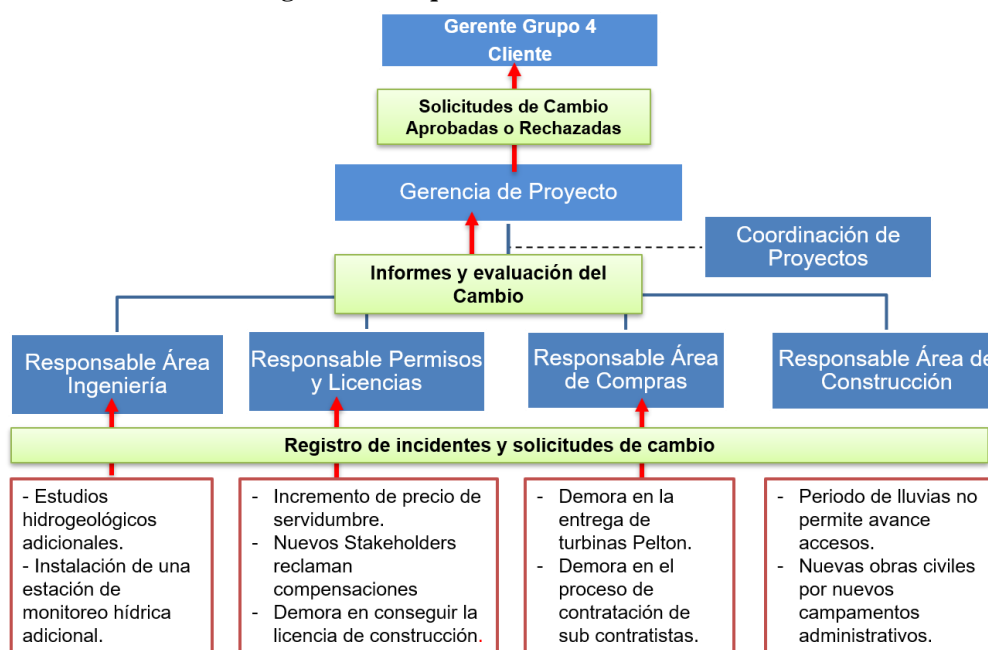 Gerente Grupo 4
Cliente
Solicitudes de Cambio
Aprobadas o Rechazadas
Gerencia de Proyecto
Coordinación de
Proyectos
Informes y evaluación del
Cambio
Responsable Área
Ingeniería
Responsable Permisos
y Licencias
Responsable Área
de Compras
Responsable Área de
Construcción
Registro de incidentes y solicitudes de cambio
- Estudios
hidrogeológicos
adicionales.
- Instalación de una
estación de
monitoreo hídrica
adicional.
- Incremento de precio de
servidumbre.
- Nuevos Stakeholders
reclaman
compensaciones
- Demora en conseguir la
licencia de construcción.
- Demora en la
entrega de
turbinas Pelton.
- Demora en el
proceso de
contratación de
sub contratistas.
- Periodo de lluvias no
permite avance
accesos.
- Nuevas obras civiles
por nuevos
campamentos
administrativos.